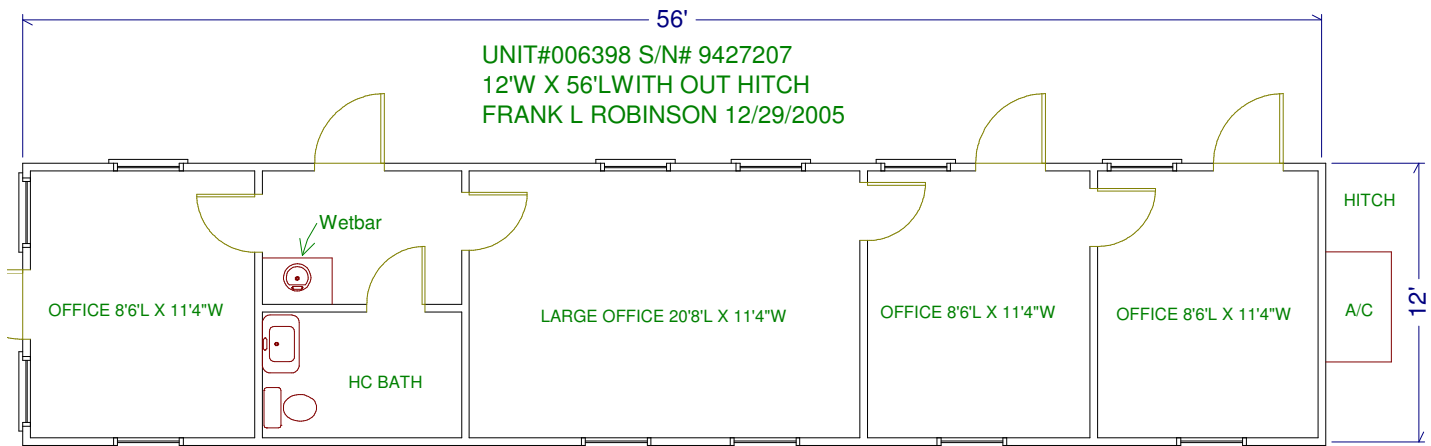 56'
UNIT#006398 S/N# 9427207
12'W X 56'LWITH OUT HITCH
FRANK L ROBINSON 12/29/2005
HITCH
Wetbar
OFFICE 8'6'L X 11'4"W
LARGE OFFICE 20'8'L X 11'4"W
OFFICE 8'6'L X 11'4"W
OFFICE 8'6'L X 11'4"W
A/C
12'
HC BATH